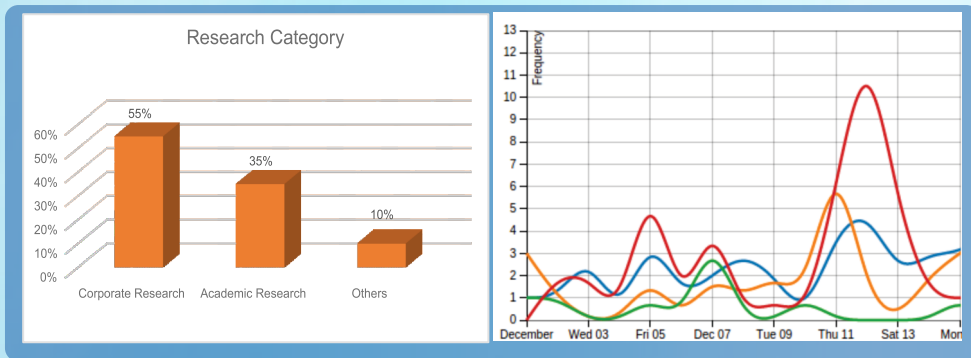 Research Category
55%
35%
10%
60%
50%
40%
30%
20%
10%
0%
Corporate Research
Academic Research
Others
Frequency
13
12
11
10
9
8
7
6
5
4
3
2
1
0
December
Wed 03
Fri 05
Dec 07
Tue 09
Thu 11
Sat 13
Mon